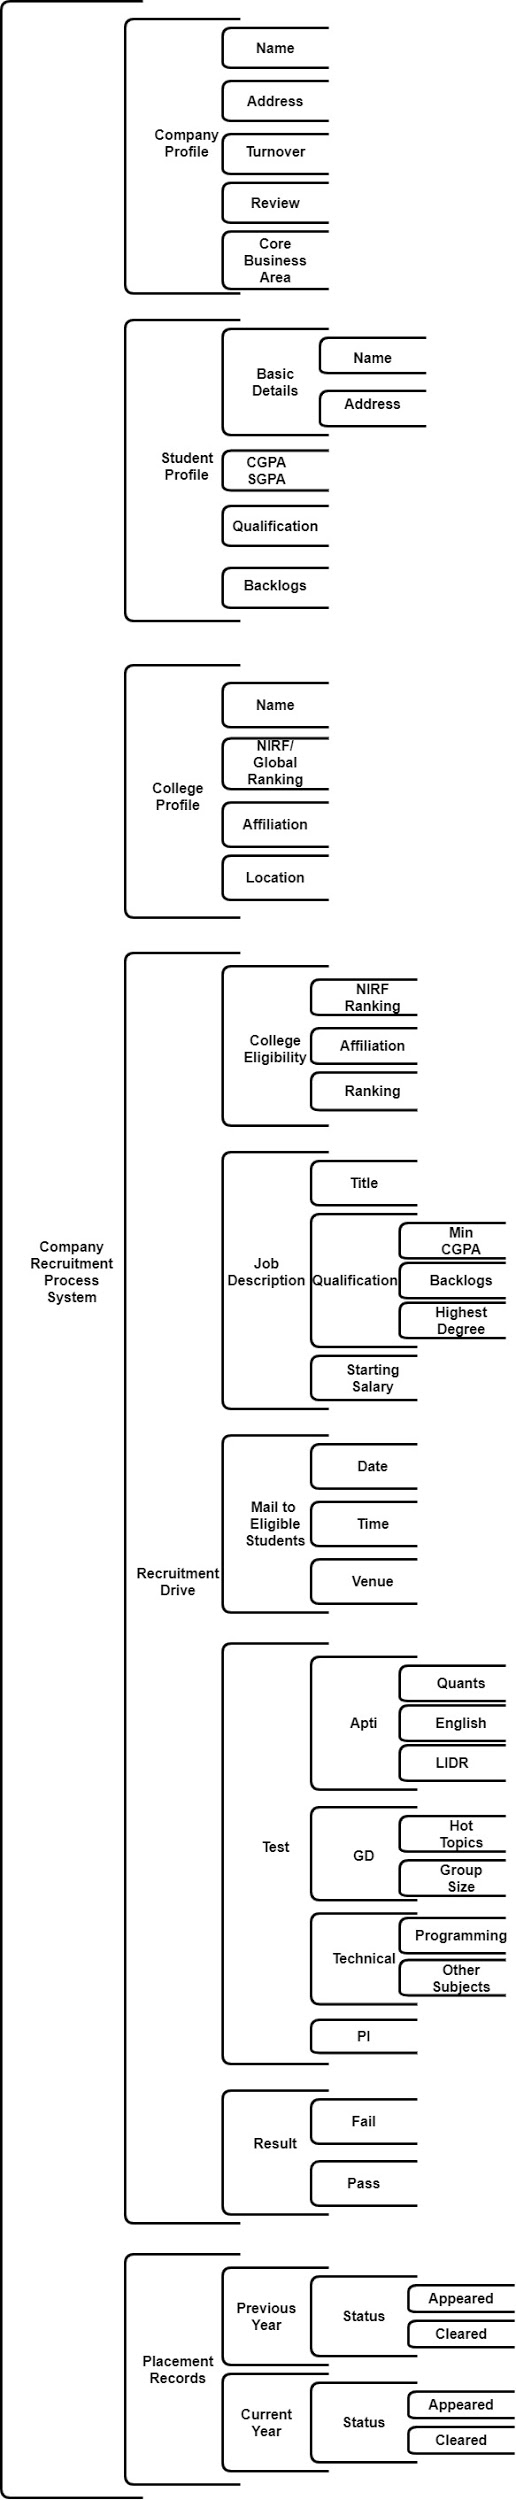 Name
Address
Company
Profile
Turnover
Review
Core
Business
Area
Basic
Details
Name
Address
Student
Profile
CGPA
SGPA
Qualification
Backlogs
Name
NIRF/
Global
Ranking
College
Profile
Affiliation
Location
College
Eligibility
NIRF
Ranking
Affiliation
Ranking
Company
Recruitment
Process
System
Job
Description
Title
Qualification
Min
CGPA
Backlogs
Highest
Degree
Starting
Salary
Recruitment
Drive
Mail to
Eligible
Students
Date
Time
Venue
Test
Apti
Quants
English
LIDR
GD
Hot
Topics
Group
Size
Technical
Programming
Other
Subjects
PI
Result
Fail
Pass
Placement
Records
Previous
Year
Status
Appeared
Cleared
Current
Year
Status
Appeared
Cleared